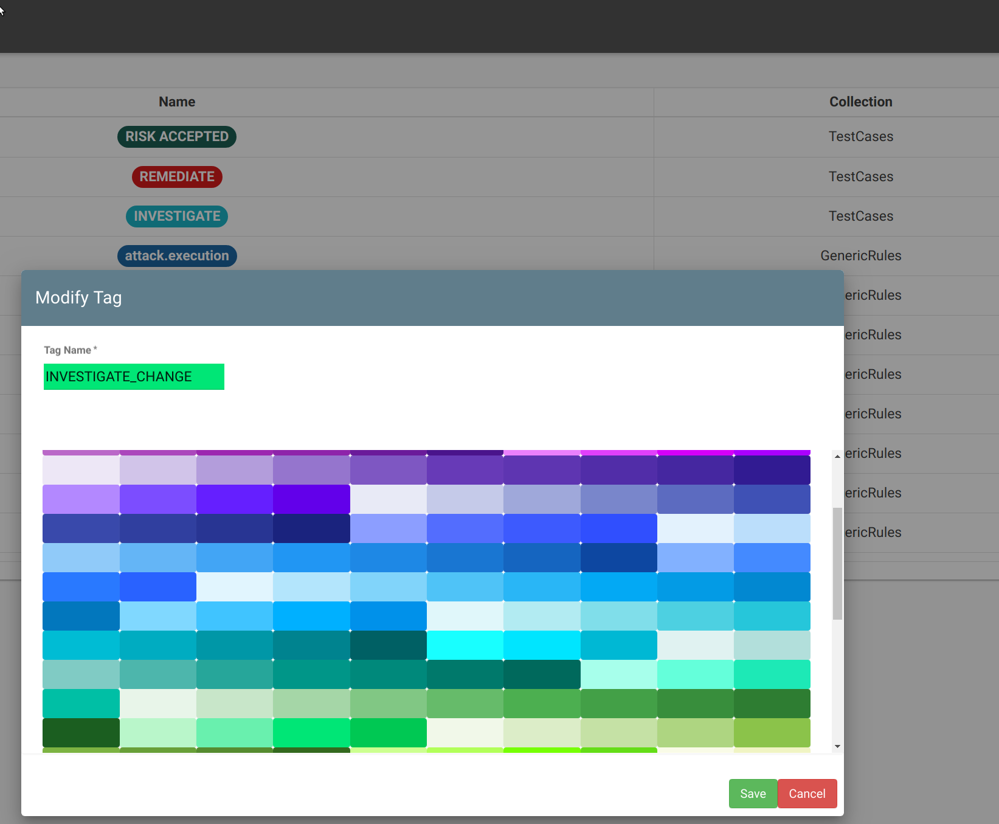 Name Collection
RISK ACCEPTED TestCases
REMEDIATE TestCases
INVESTIGATE TestCases
attack.execution GenericRules
Modify Tag ericRules
Tag Name * ericRules
INVESTIGATE_CHANGE ericRules
ericRules
ericRules
ericRules
ericRules
Save Cancel